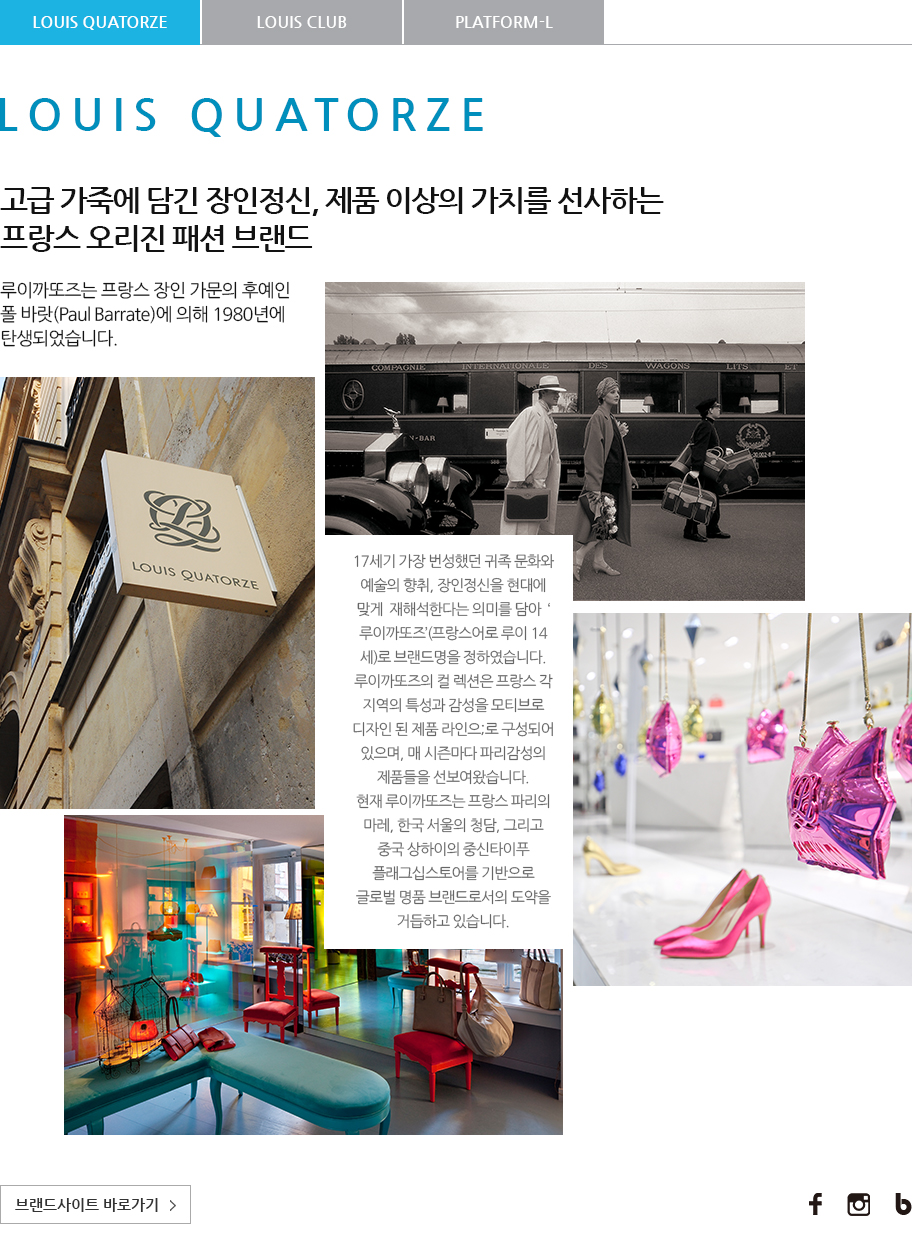 LOUIS QUATORZE
LOUIS CLUB
PLATFORM-L
LOUIS QUATORZE
고급 가죽에 담긴 장인정신, 제품 이상의 가치를 선사하는
프랑스 오리진 패션 브랜드
루이까또즈는 프랑스 장인 가문의 후예인
폴 바랏(Paul Barrate)에 의해 1980년에
탄생되었습니다.
COMPAGNIE INTERNATIONALE DES WAGONS LITS ET
N-BAR
LOUIS QUATORZE
17세기 가장 번성했던 귀족 문화와
예술의 향취, 장인정신을 현대에
맞게 재해석한다는 의미를 담아 ‘
루이까또즈’(프랑스어로 루이 14
세)로 브랜드명을 정하였습니다.
루이까또즈의 컬 렉션은 프랑스 각
지역의 특성과 감성을 모티브로
디자인 된 제품 라인으;로 구성되어
있으며, 매 시즌마다 파리감성의
제품들을 선보여왔습니다.
현재 루이까또즈는 프랑스 파리의
마레, 한국 서울의 청담, 그리고
중국 상하이의 중신타이푸
플래그십스토어를 기반으로
글로벌 명품 브랜드로서의 도약을
거듭하고 있습니다.
브랜드사이트 바로가기 >